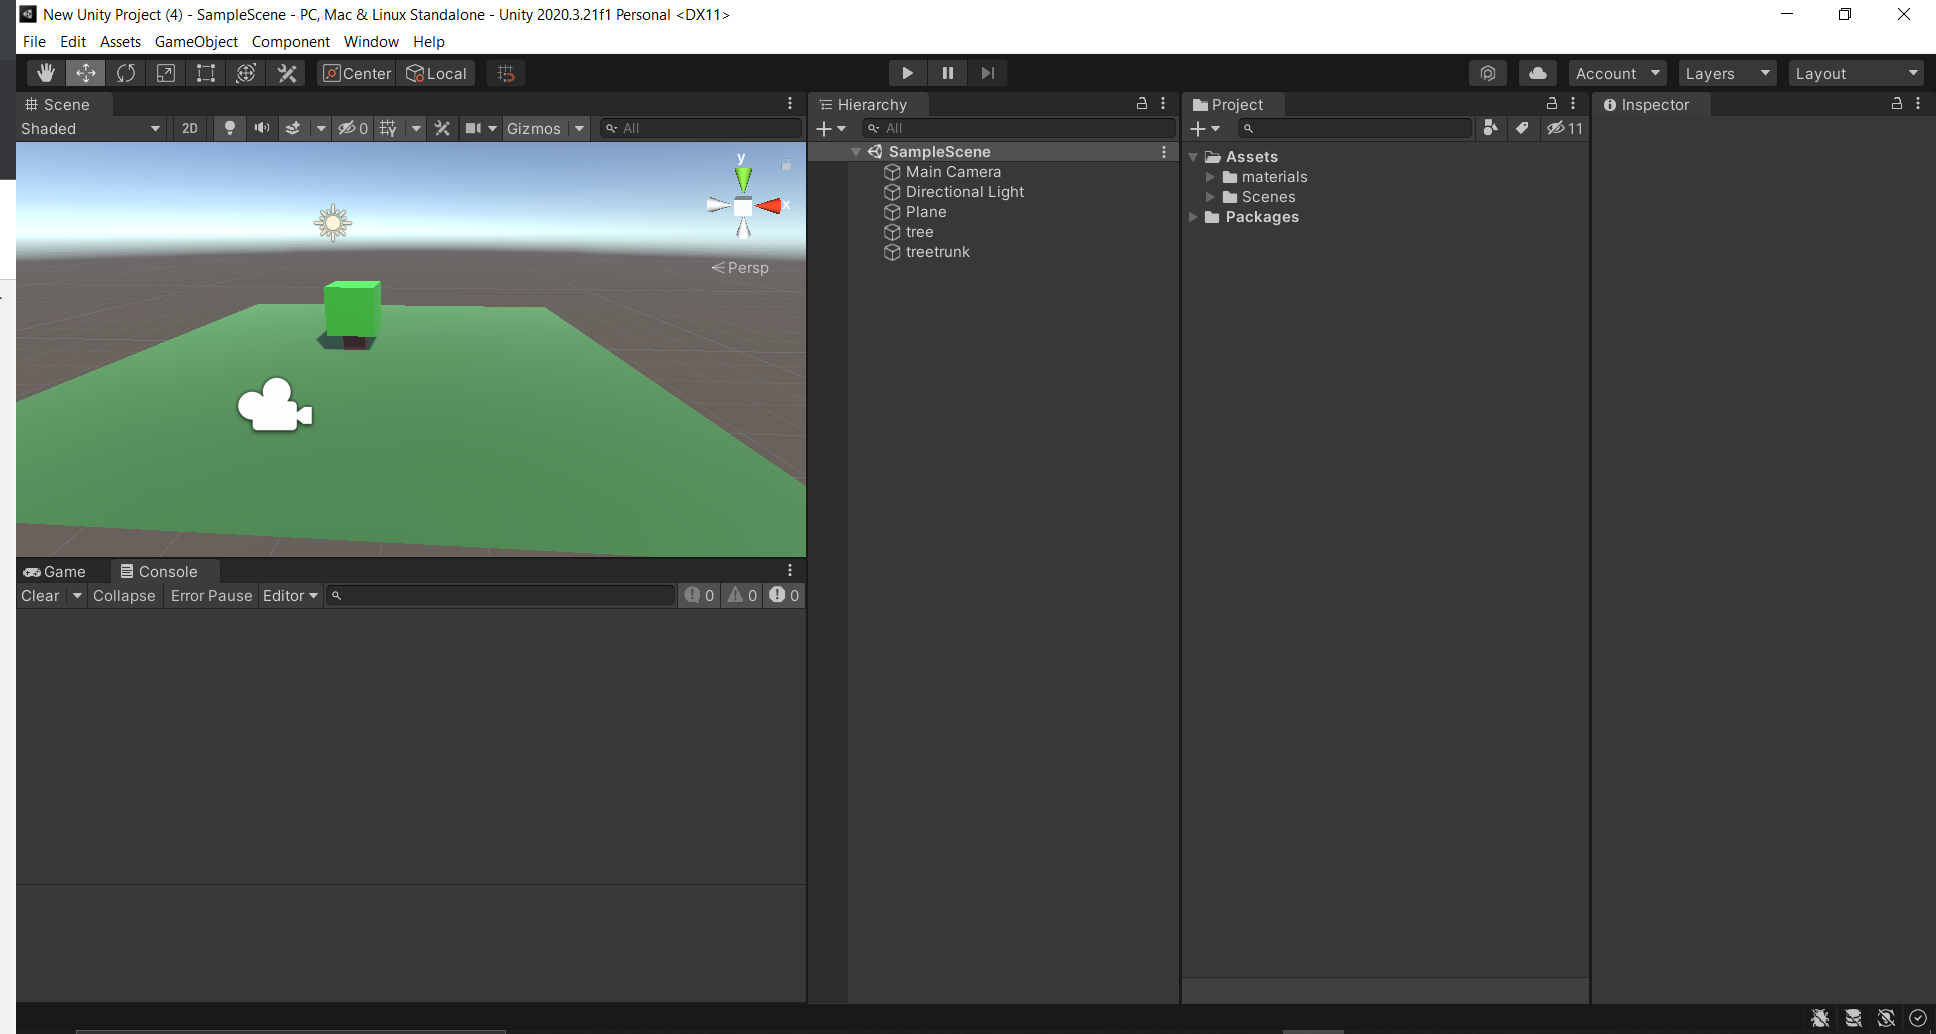 New Unity Project (4) - SampleScene - PC, Mac & Linux Standalone - Unity 2020.3.21f1 Personal <DX11>
File Edit Assets GameObject Component Window Help
Center Local Account Layers Layout
Scene
Shaded 2D 0 Gizmos All
y
x
Persp
Game Console
Clear Collapse Error Pause Editor 0 0 0
Hierarchy
All
SampleScene
Main Camera
Directional Light
Plane
tree
treetrunk
Project
11
Assets
materials
Scenes
Packages
Inspector